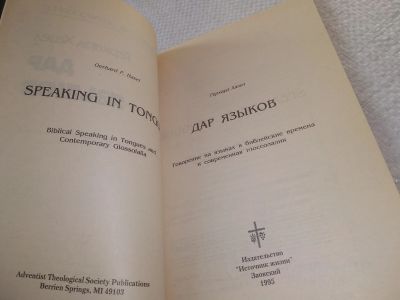 Gerhard F. Hasel
SPEAKING IN TONGU
Biblical Speaking in Tongues and
Contemporary Glossolalia
Adventist Theological Society Publications
Berrien Springs, MI 49103
Герхард Хазел
ДАР ЯЗЫКОВ
Говорение на языках в библейские времена
и современная глоссолалия
Издательство
"Источник жизни"
Заокский
1995